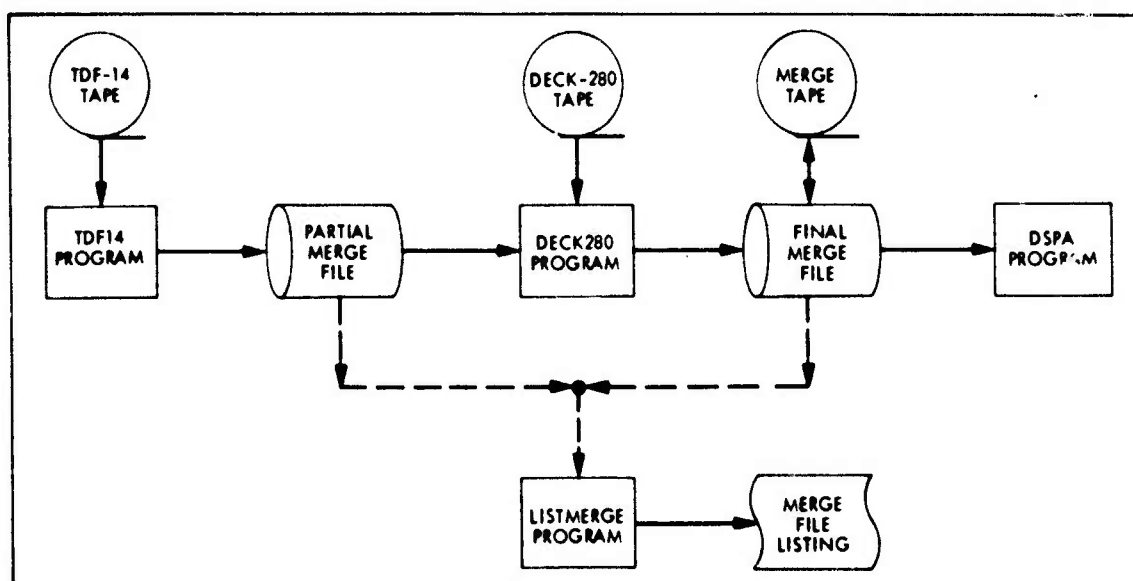 TDF-14
TAPE
DECK-280
TAPE
MERGE
TAPE
TDF14
PROGRAM
PARTIAL
MERGE
FILE
DECK280
PROGRAM
FINAL
MERGE
FILE
DSPA
PROGRAM
LISTMERGE
PROGRAM
MERGE
FILE
LISTING